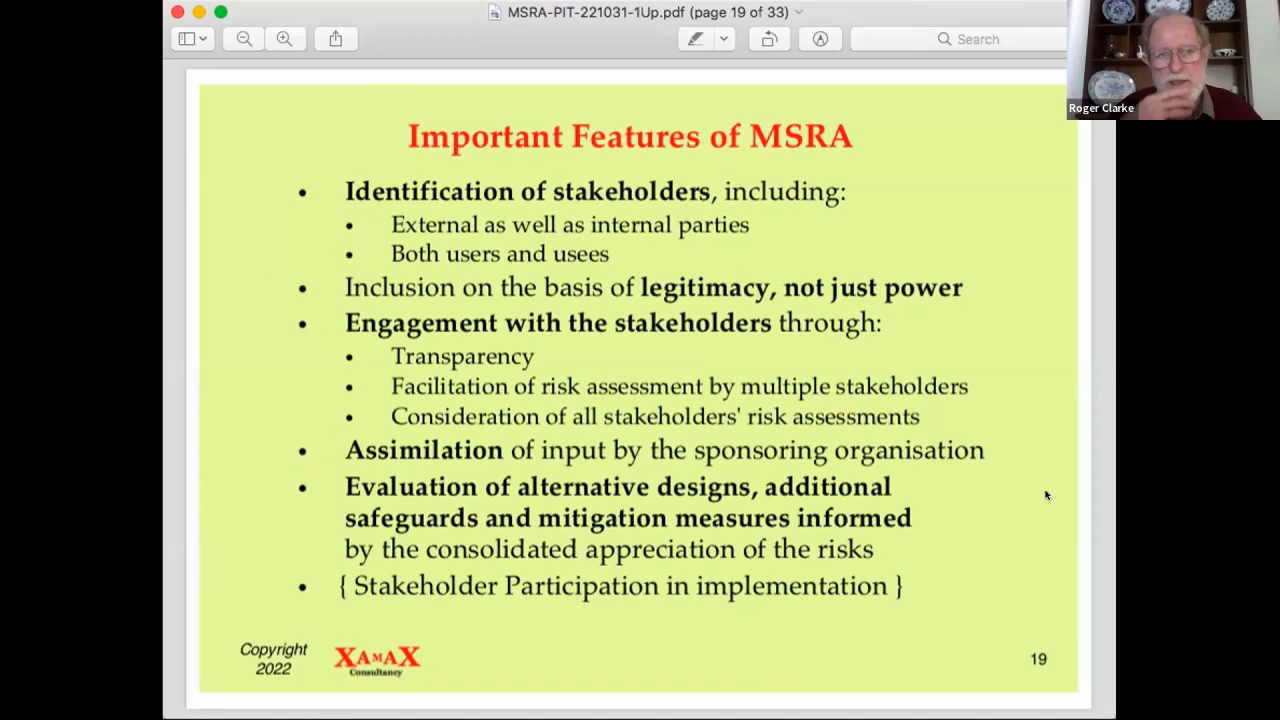 MSRA-PIT-221031-1Up.pdf (page 19 of 33)
Search
Roger Clarke
Important Features of MSRA
• Identification of stakeholders, including:
• External as well as internal parties
• Both users and usees
• Inclusion on the basis of legitimacy, not just power
• Engagement with the stakeholders through:
• Transparency
• Facilitation of risk assessment by multiple stakeholders
• Consideration of all stakeholders' risk assessments
• Assimilation of input by the sponsoring organisation
• Evaluation of alternative designs, additional
safeguards and mitigation measures informed
by the consolidated appreciation of the risks
• { Stakeholder Participation in implementation }
Copyright
2022
XAMAX
Consultancy
19